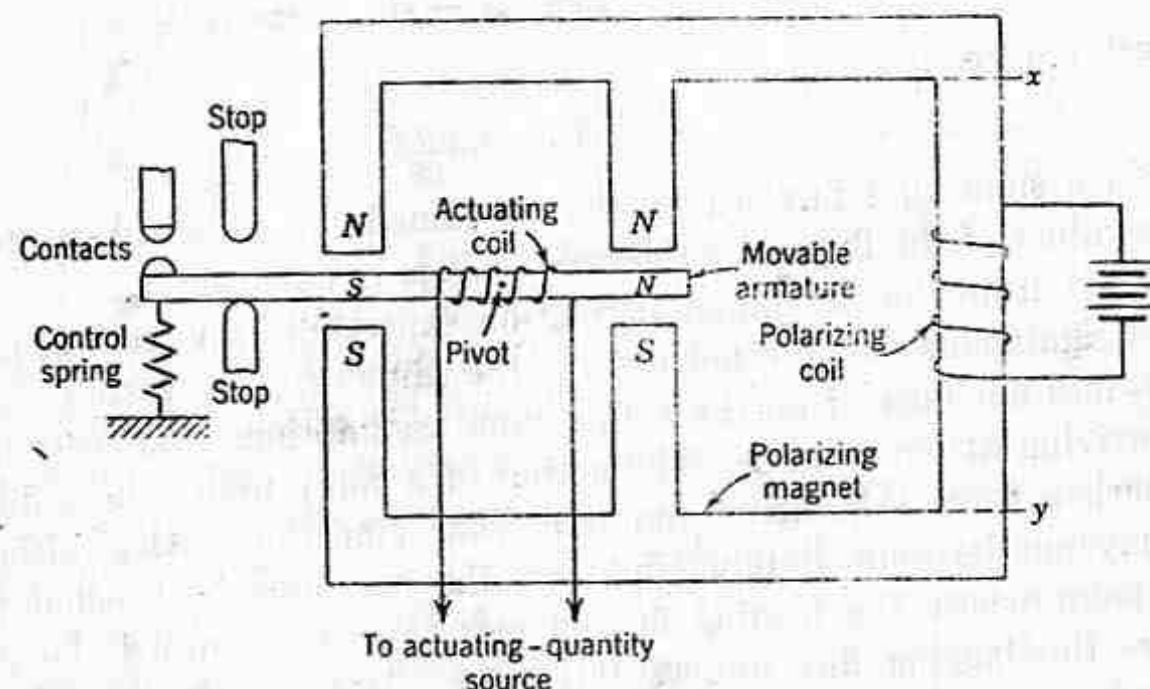 x
Stop
N
N
Actuating
coil
Contacts
Movable
armature
S
N
Control
spring
S
Pivot
S
Polarizing
coil
Stop
Polarizing
magnet
y
To actuating-quantity
source